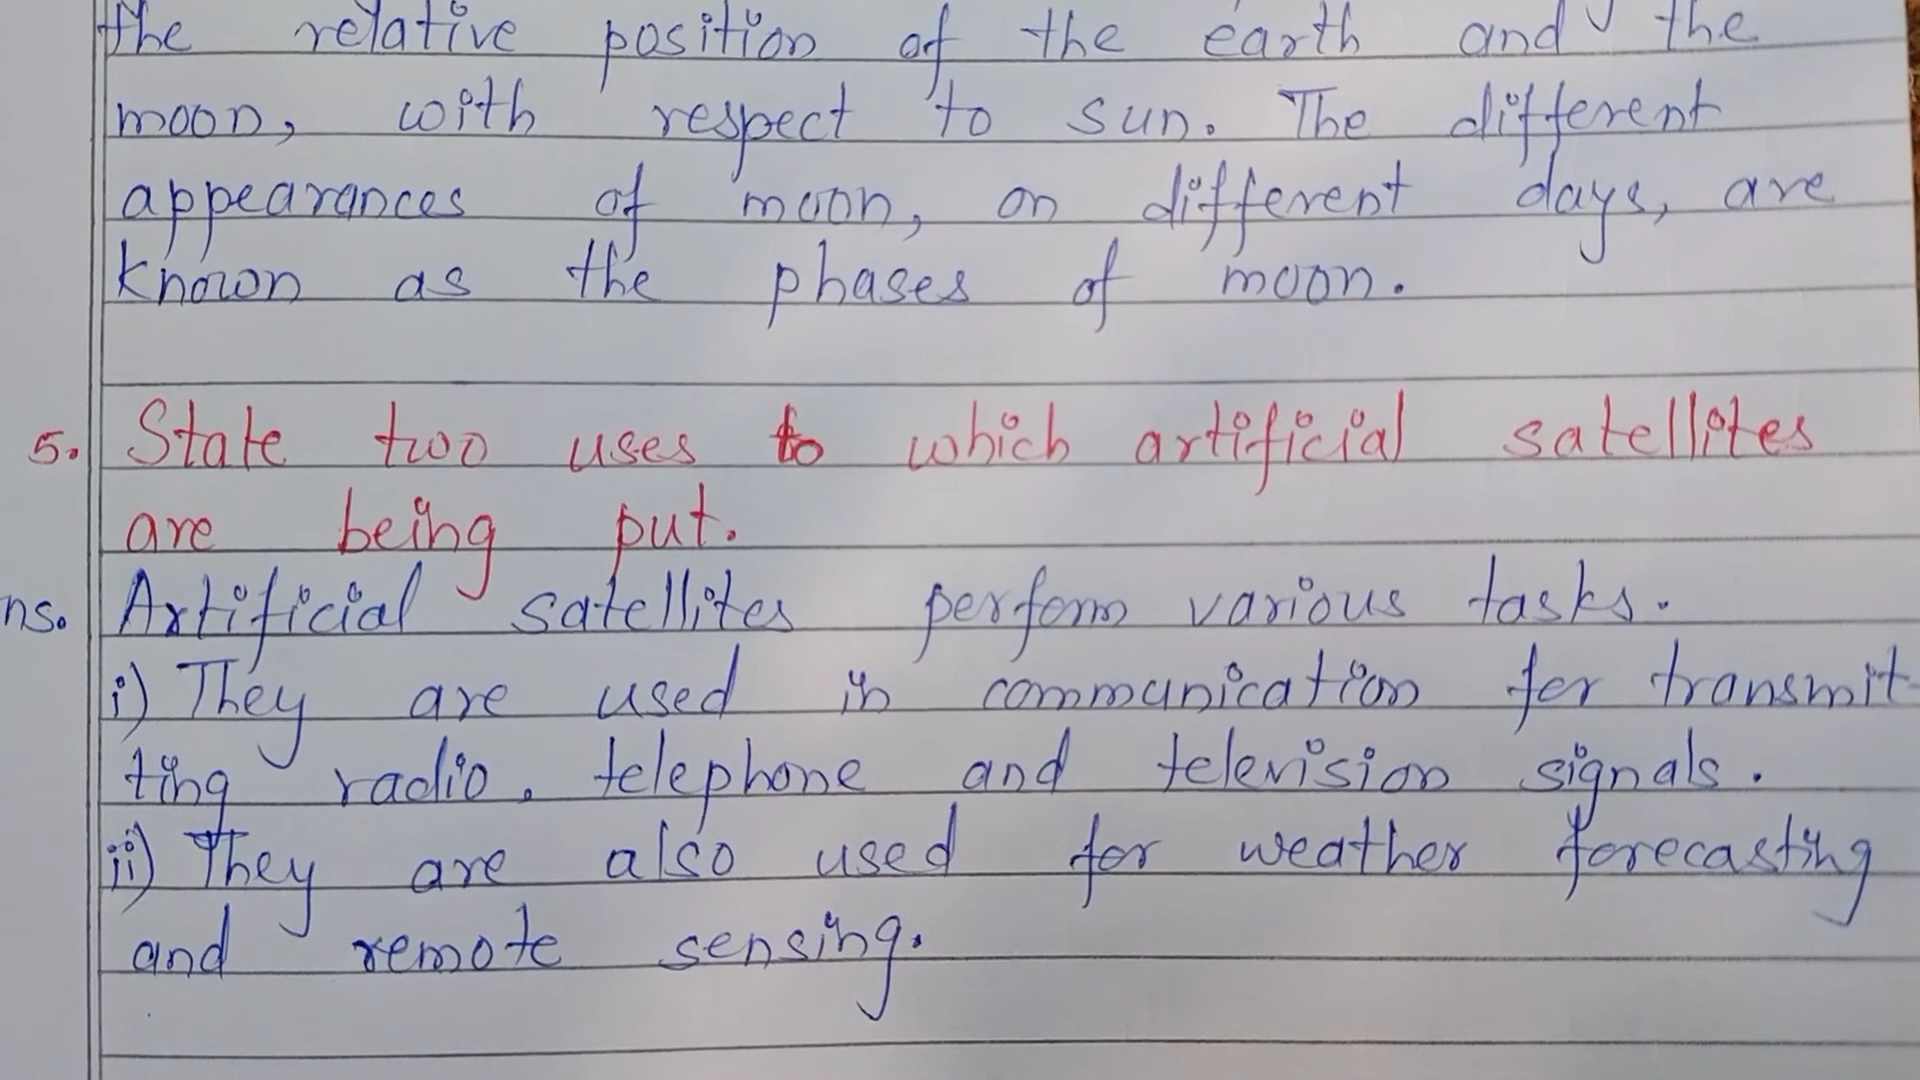 the relative position of the earth and the
moon, with respect to sun. The different
appearances of moon, on different days, are
known as the phases of moon.
5. State two uses to which artificial satellites
are being put.
ns. Artificial satellites perform various tasks.
i) They are used in communication for transmit-
ting radio, telephone and television signals.
ii) They are also used for weather forecasting
and remote sensing.